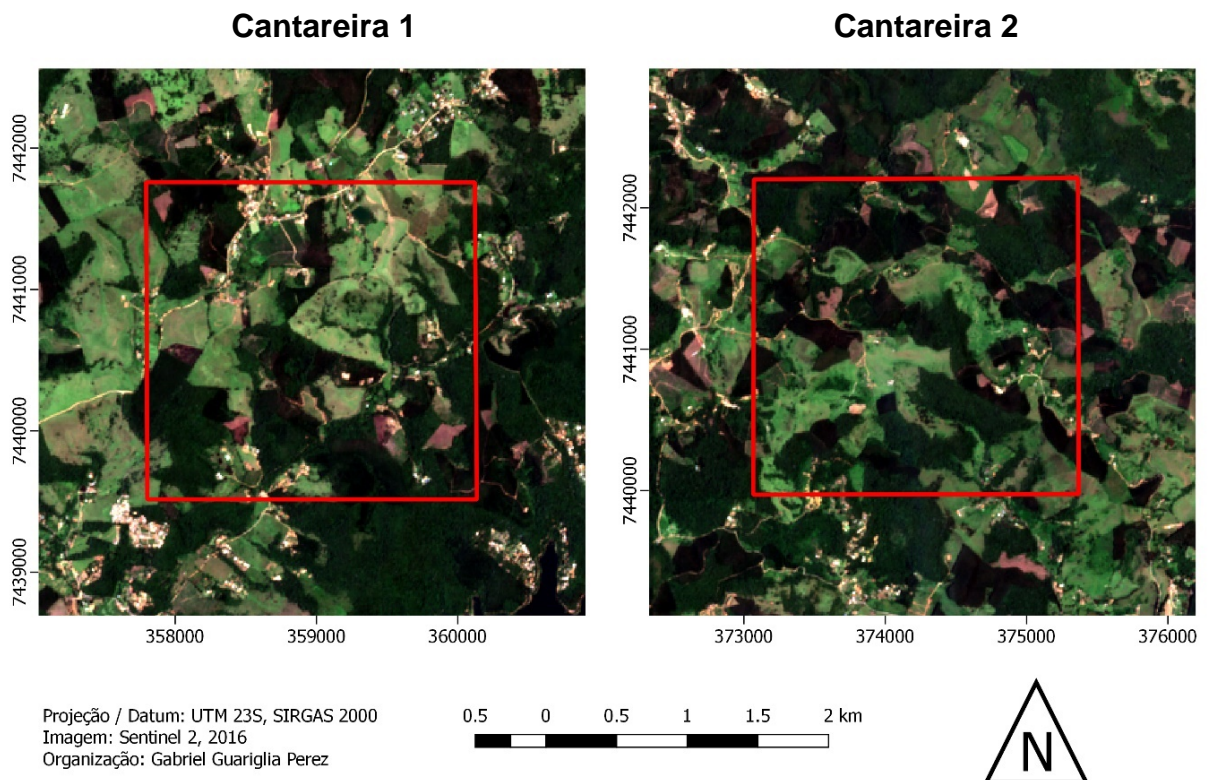 Cantareira 1
Cantareira 2
7442000
7441000
7440000
7439000
358000 359000 360000
7442000
7441000
7440000
373000 374000 375000 376000
Projeção / Datum: UTM 23S, SIRGAS 2000
Imagem: Sentinel 2, 2016
Organização: Gabriel Guariglia Perez
0.5 0 0.5 1 1.5 2 km
N